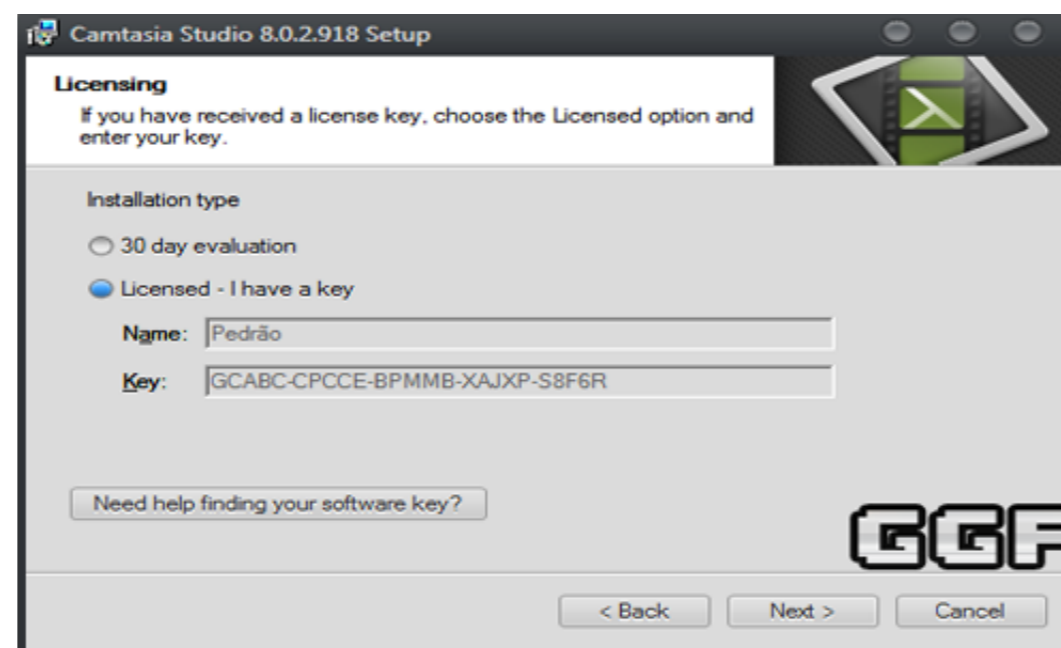 Camtasia Studio 8.0.2.918 Setup
Licensing
If you have received a license key, choose the Licensed option and
enter your key.
Installation type
30 day evaluation
Licensed - I have a key
Name: Pedrão
Key: GCABC-CPCCE-BPMMB-XAJXP-S8F6R
Need help finding your software key?
GGF
< Back Next > Cancel